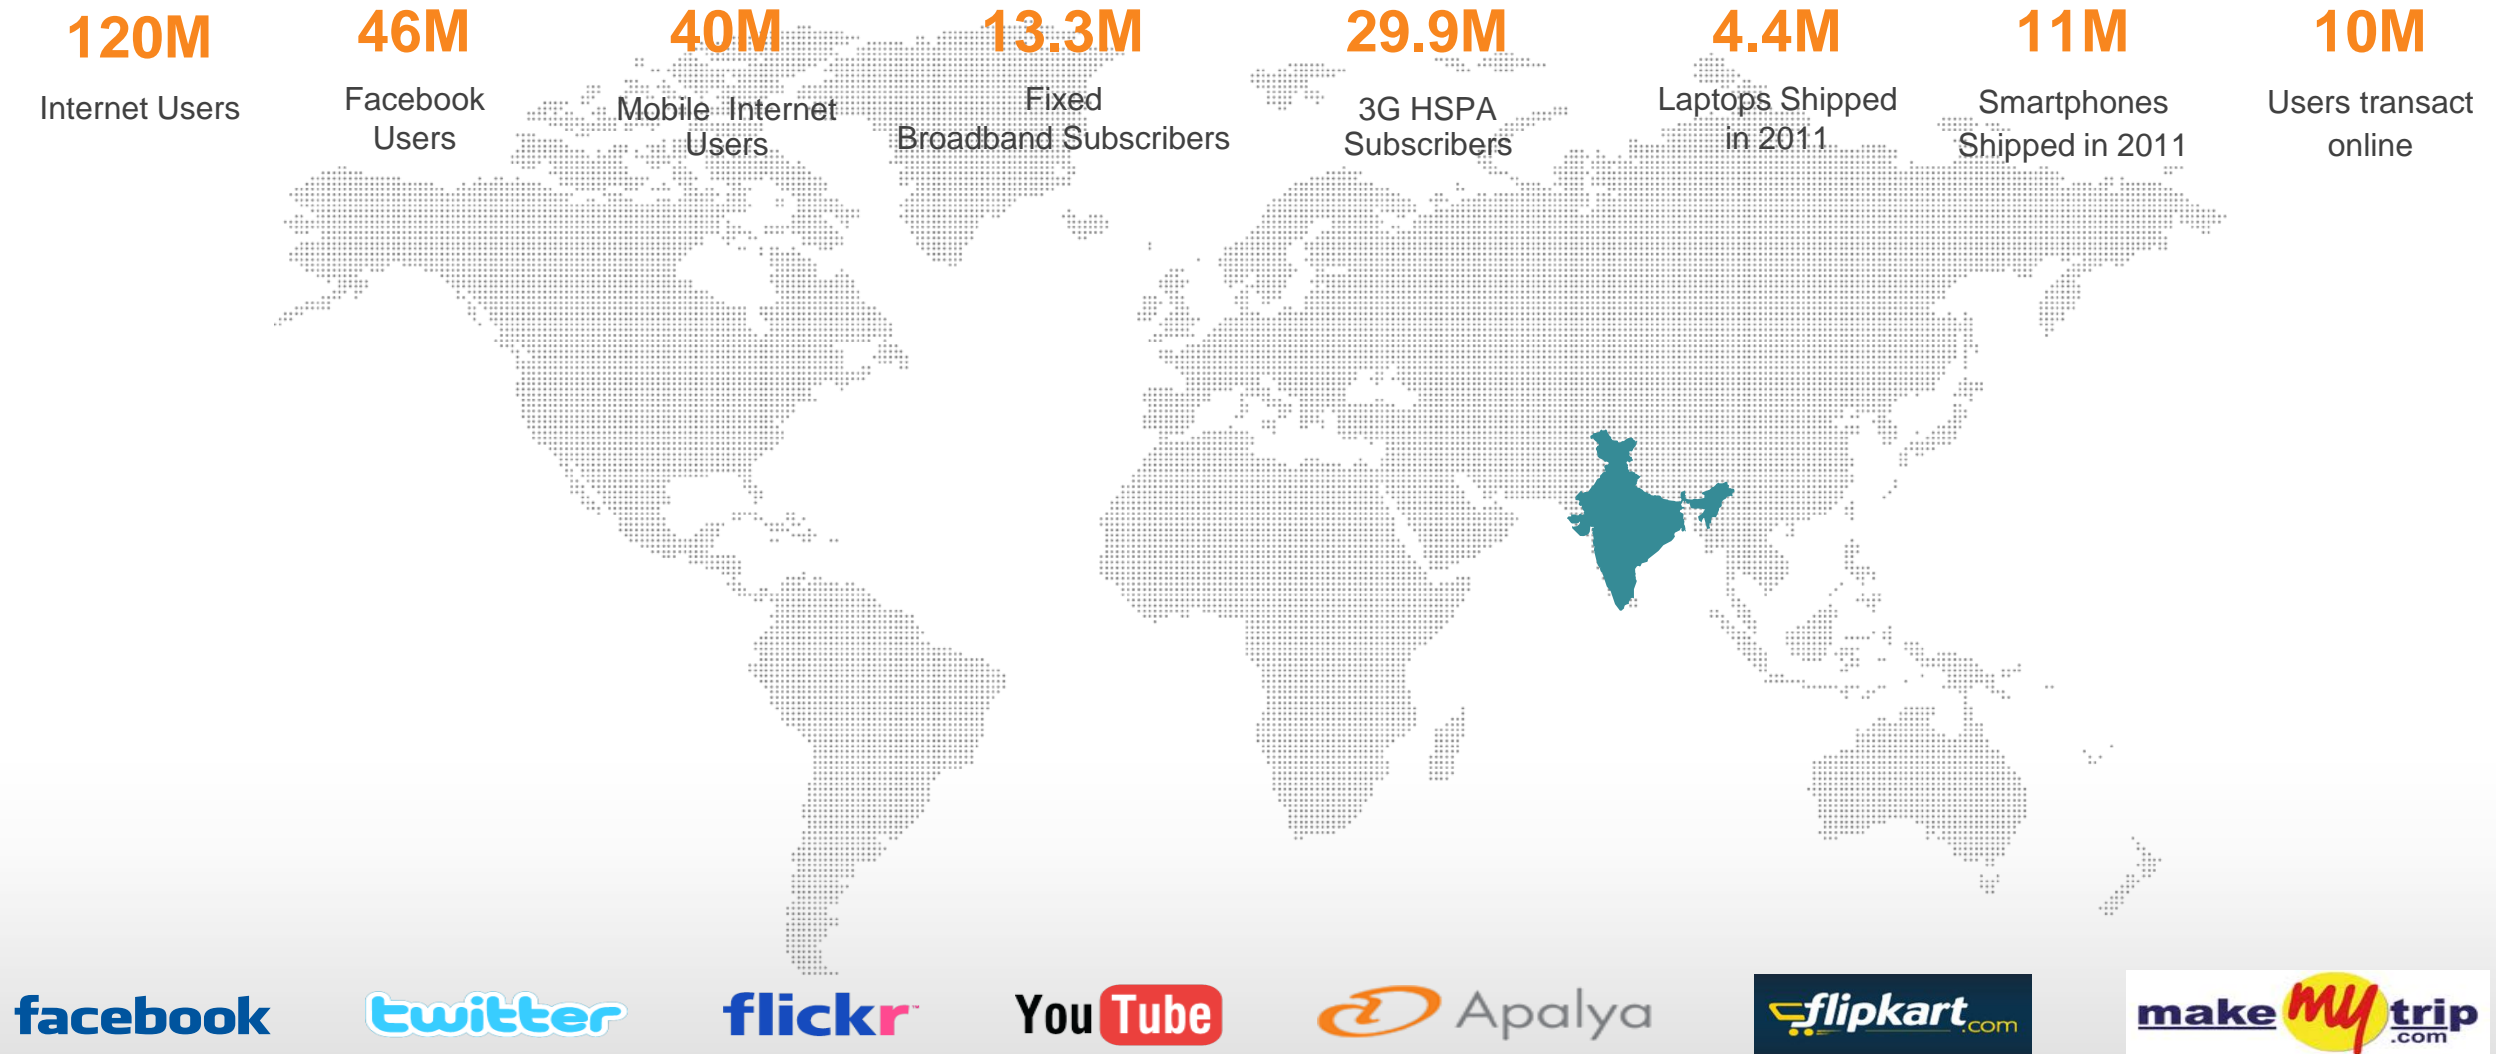 120M
Internet Users
46M
Facebook
Users
40M
Mobile Internet
Users
13.3M
Fixed
Broadband Subscribers
29.9M
3G HSPA
Subscribers
4.4M
Laptops Shipped
in 2011
11M
Smartphones
Shipped in 2011
10M
Users transact
online
facebook
twitter
flickr™
YouTube
Apalya
flipkart.com
make my trip
.com